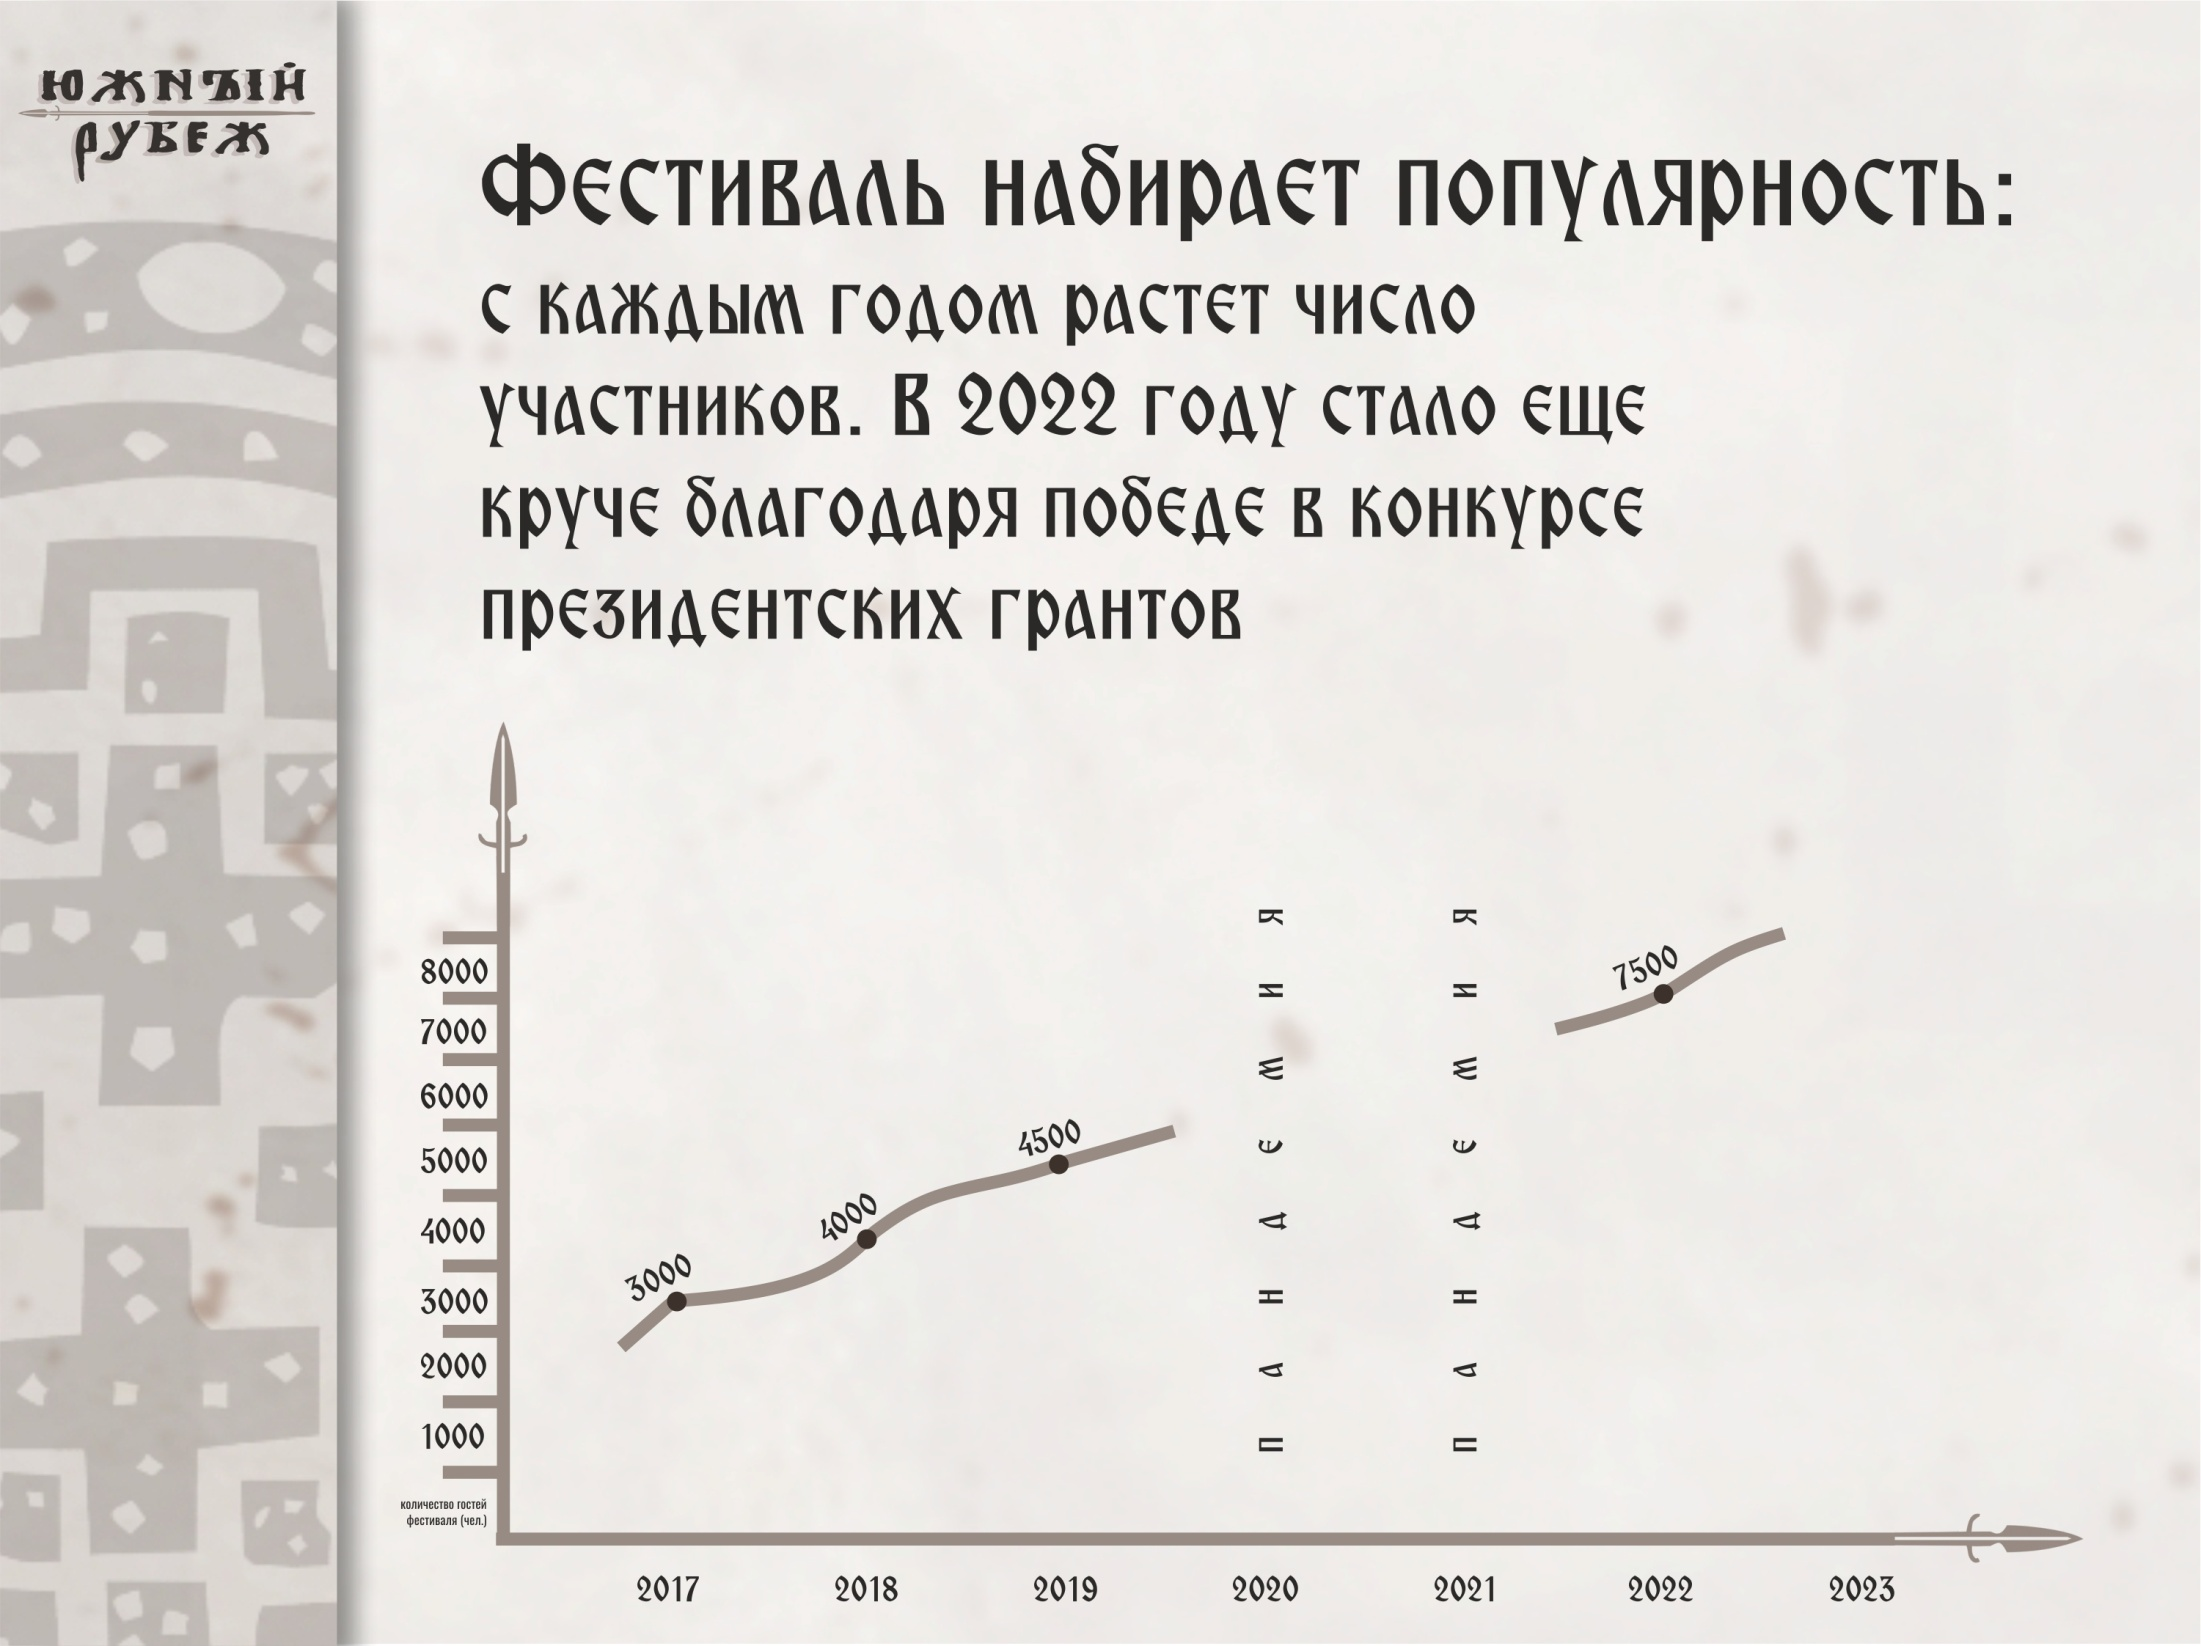 ЮЖNЪIЙ
РУБЕЖ
Фестиваль набирает популярность:
с каждым годом растет число
участников. В 2022 году стало еще
круче благодаря победе в конкурсе
президентских грантов
8000
7000
6000
5000
4000
3000
2000
1000
количество гостей
фестиваля (чел.)
3000
4000
4500
ПАНДЕМИЯ
ПАНДЕМИЯ
7500
2017 2018 2019 2020 2021 2022 2023